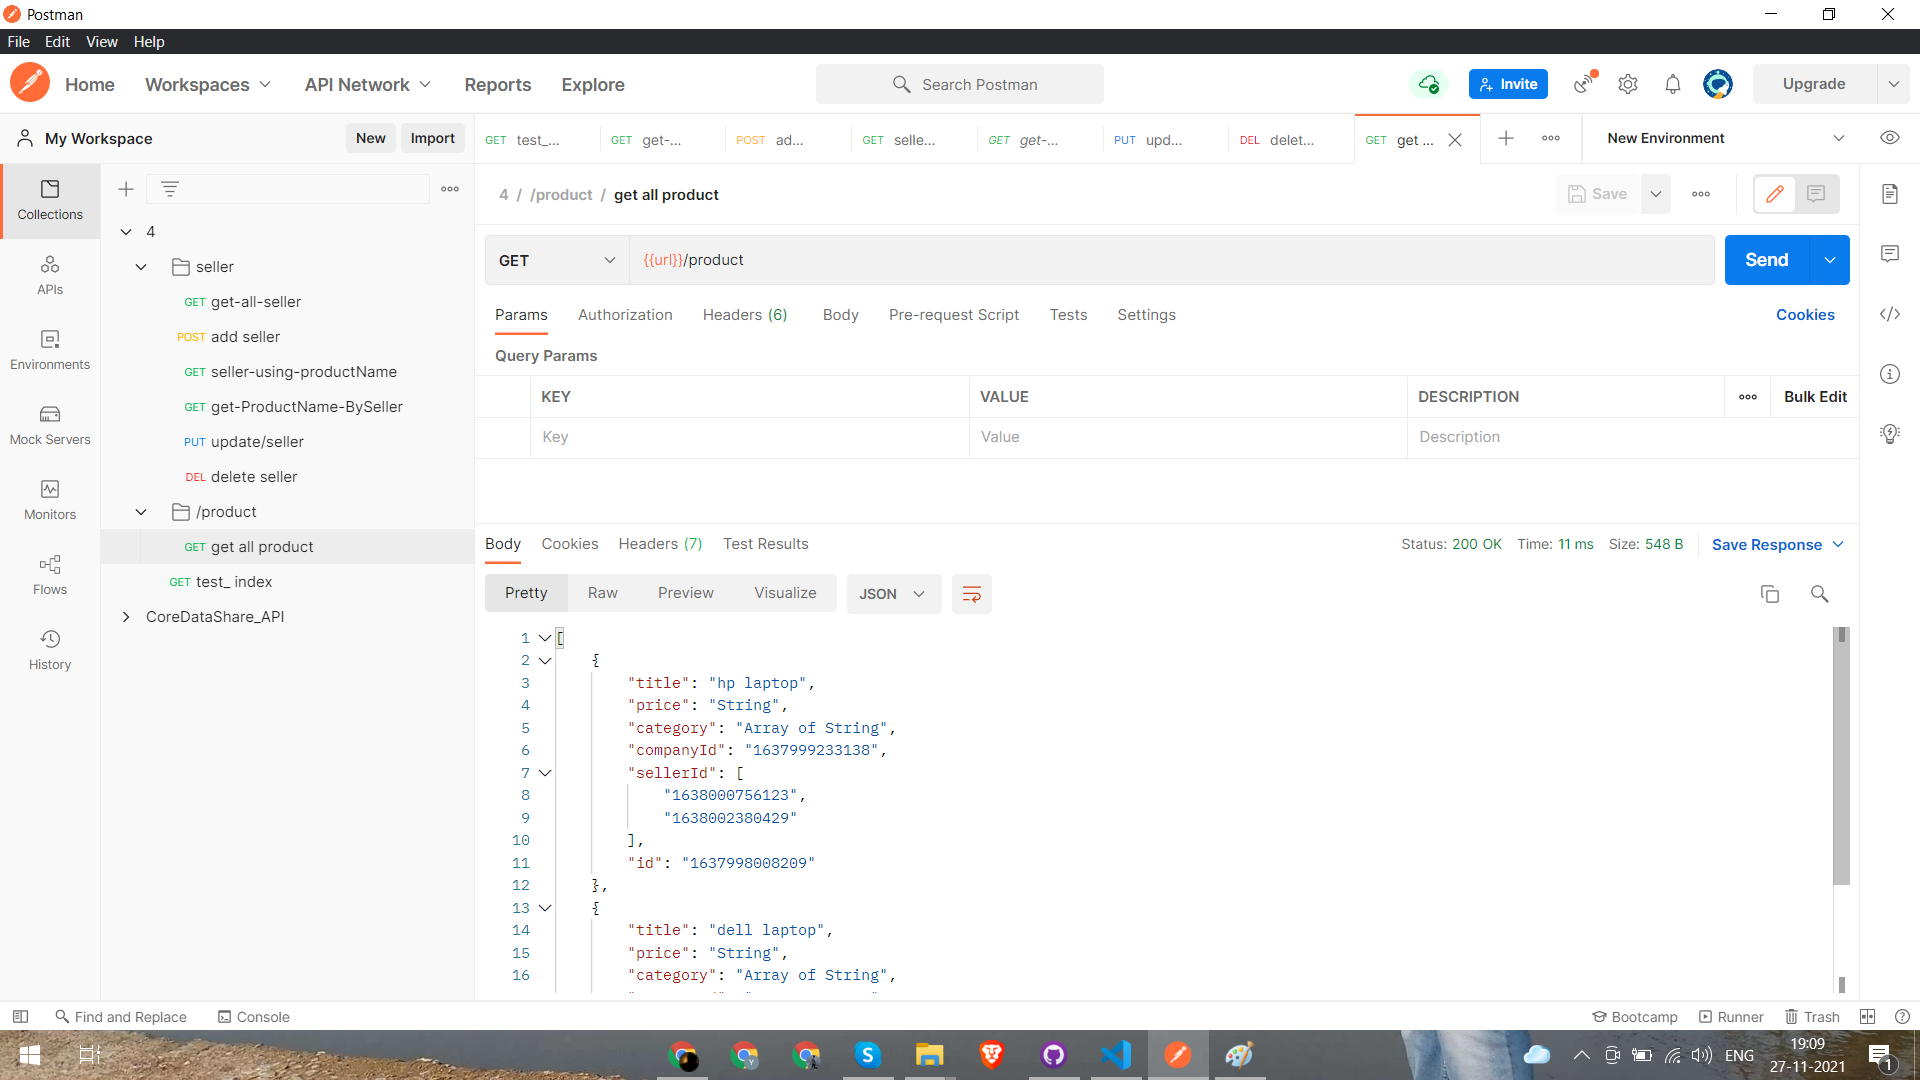 Postman
File Edit View Help
Home Workspaces API Network Reports Explore Search Postman Invite Upgrade
My Workspace New Import
GET test_... GET get-... POST ad... GET selle... GET get-... PUT upd... DEL delet... GET get ... New Environment
4 / /product / get all product Save
Collections
APIs
Environments
Mock Servers
Monitors
Flows
History
4
seller
GET get-all-seller
POST add seller
GET seller-using-productName
GET get-ProductName-BySeller
PUT update/seller
DEL delete seller
/product
GET get all product
GET test_ index
CoreDataShare_API
GET {{url}}/product Send
Params Authorization Headers (6) Body Pre-request Script Tests Settings Cookies
Query Params
KEY VALUE DESCRIPTION Bulk Edit
Key Value Description
Body Cookies Headers (7) Test Results Status: 200 OK Time: 11 ms Size: 548 B Save Response
Pretty Raw Preview Visualize JSON
1 [
2 {
3 "title": "hp laptop",
4 "price": "String",
5 "category": "Array of String",
6 "companyId": "1637999233138",
7 "sellerId": [
8 "1638000756123",
9 "1638002380429"
10 ],
11 "id": "1637998008209"
12 },
13 {
14 "title": "dell laptop",
15 "price": "String",
16 "category": "Array of String",
Find and Replace Console Bootcamp Runner Trash
ENG 19:09
27-11-2021 1